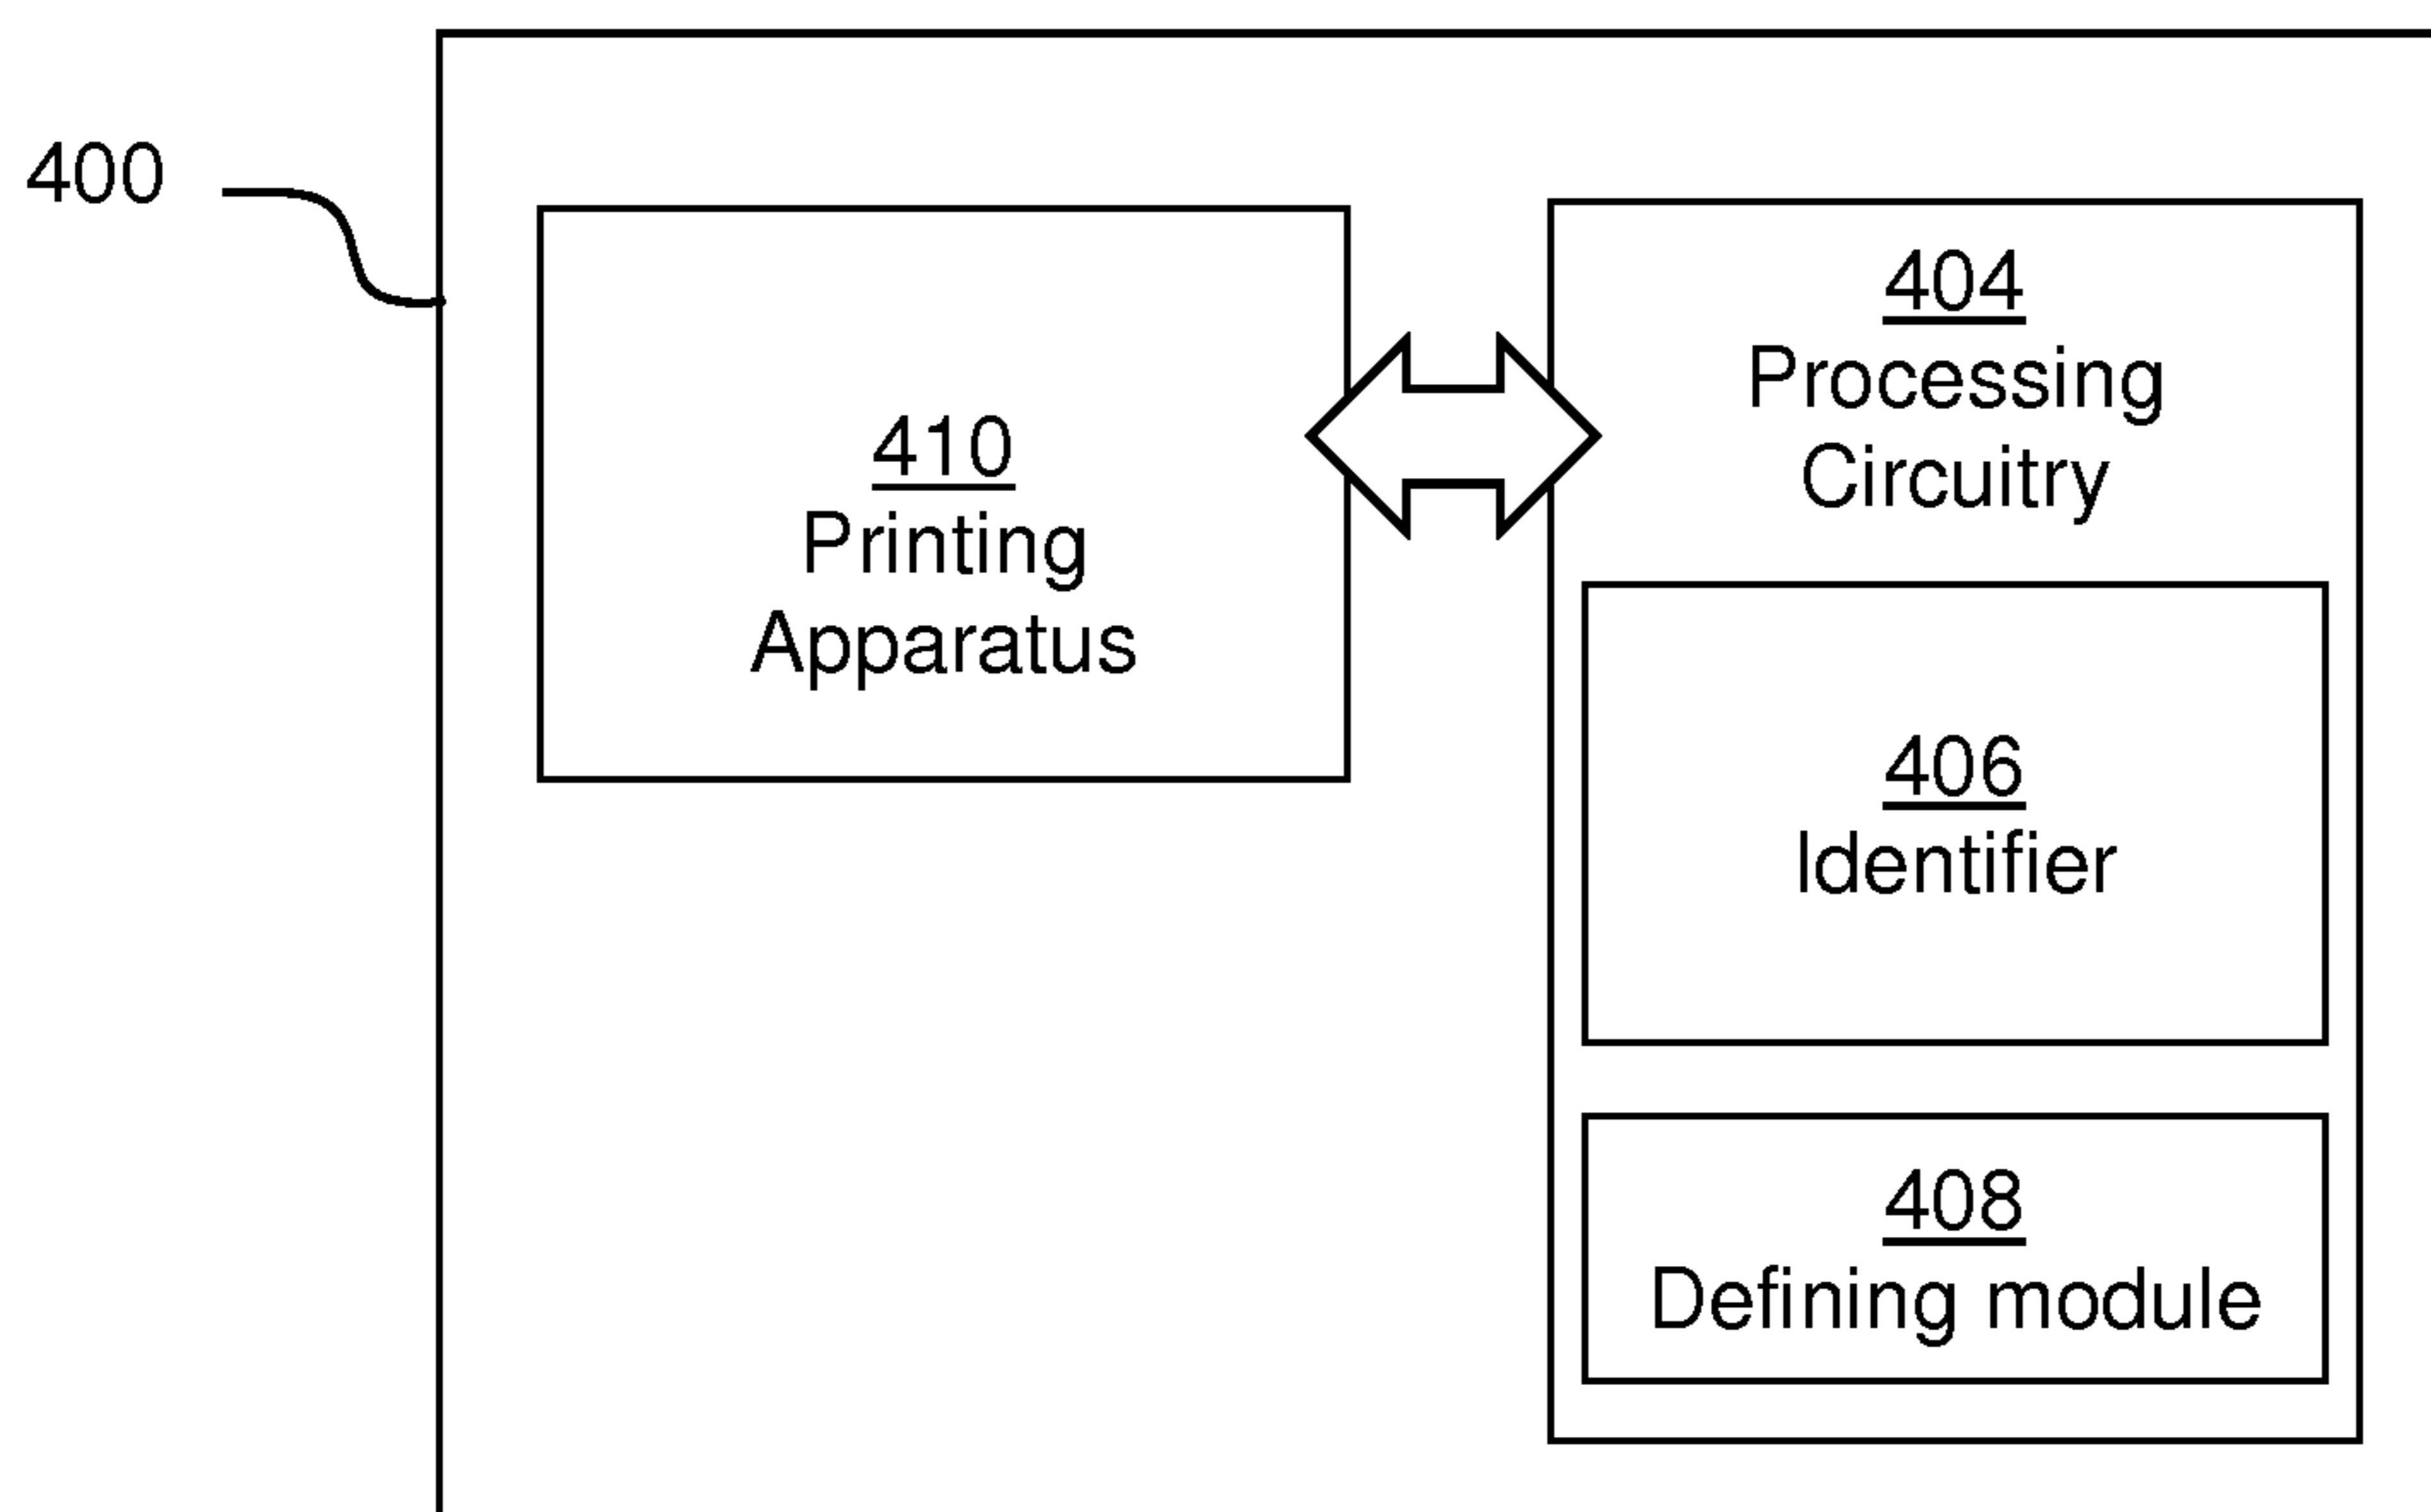 400
410
Printing
Apparatus
404
Processing
Circuitry
406
Identifier
408
Defining module